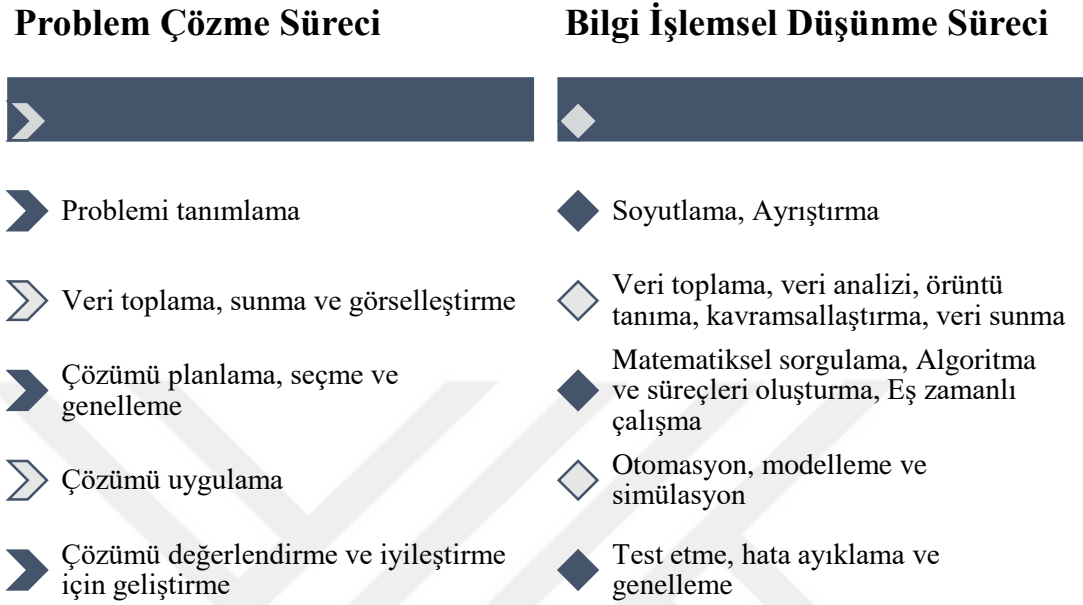 Problem Çözme Süreci
Problemi tanımlama
Veri toplama, sunma ve görselleştirme
Çözümü planlama, seçme ve
genelleme
Çözümü uygulama
Çözümü değerlendirme ve iyileştirme
için geliştirme
Bilgi İşlemsel Düşünme Süreci
Soyutlama, Ayrıştırma
Veri toplama, veri analizi, örüntü
tanıma, kavramsallaştırma, veri sunma
Matematiksel sorgulama, Algoritma
ve süreçleri oluşturma, Eş zamanlı
çalışma
Otomasyon, modelleme ve
simülasyon
Test etme, hata ayıklama ve
genelleme